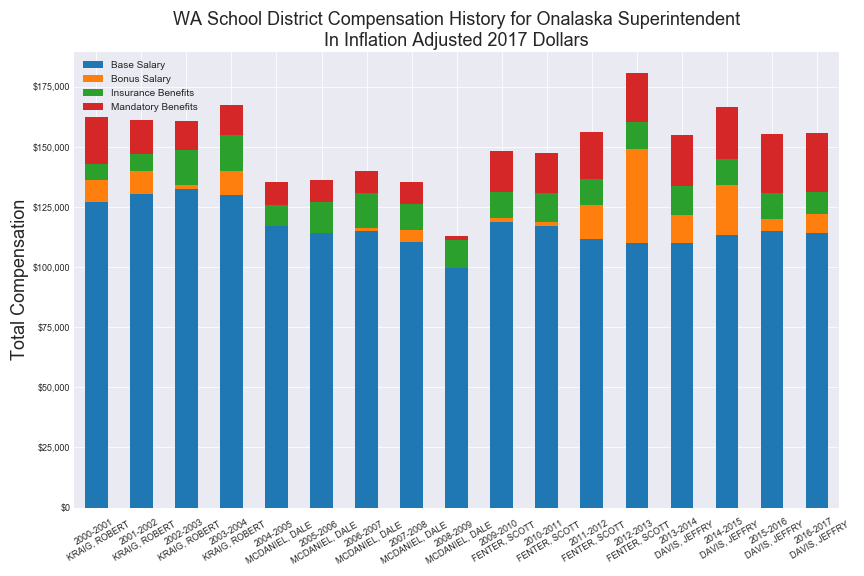 WA School District Compensation History for Onalaska Superintendent
In Inflation Adjusted 2017 Dollars
Base Salary
Bonus Salary
Insurance Benefits
Mandatory Benefits
Total Compensation
$175,000
$150,000
$125,000
$100,000
$75,000
$50,000
$25,000
$0
2000-2001
KRAIG, ROBERT
2001-2002
KRAIG, ROBERT
2002-2003
KRAIG, ROBERT
2003-2004
KRAIG, ROBERT
2004-2005
MCDANIEL, DALE
2005-2006
MCDANIEL, DALE
2006-2007
MCDANIEL, DALE
2007-2008
MCDANIEL, DALE
2008-2009
MCDANIEL, DALE
2009-2010
FENTER, SCOTT
2010-2011
FENTER, SCOTT
2011-2012
FENTER, SCOTT
2012-2013
FENTER, SCOTT
2013-2014
DAVIS, JEFFRY
2014-2015
DAVIS, JEFFRY
2015-2016
DAVIS, JEFFRY
2016-2017
DAVIS, JEFFRY